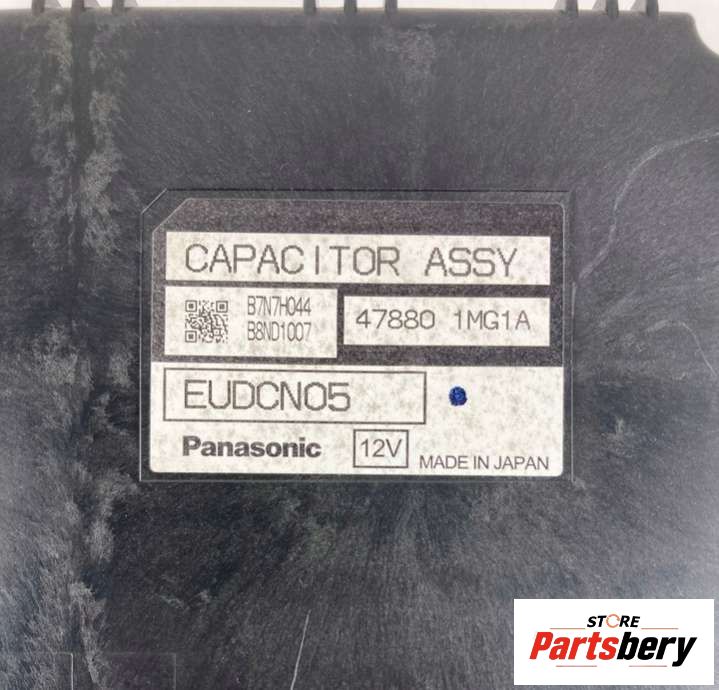 CAPACITOR ASSY
B7N7H044
B8ND1007
47880 1MG1A
EUDCN05
Panasonic 12V MADE IN JAPAN
STORE
Partsbery